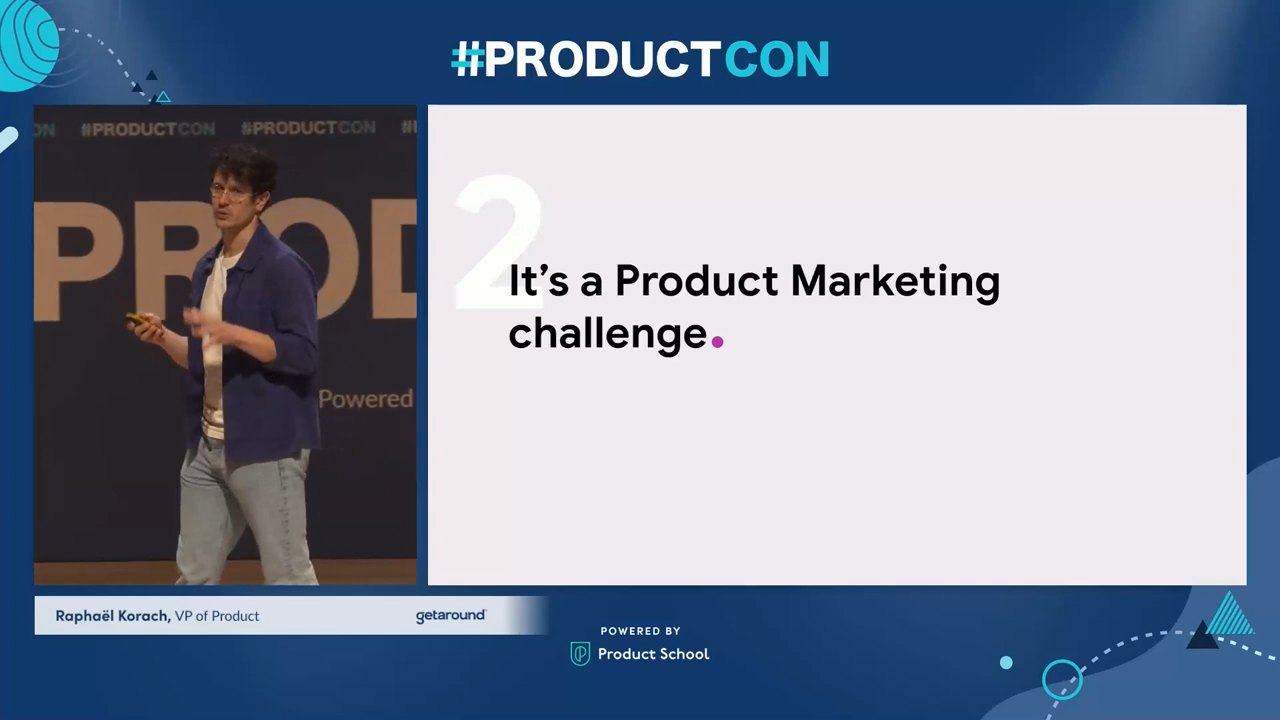 #PRODUCTCON
ON #PRODUCTCON #PRODUCTCON #
PROD
Powered
2
It’s a Product Marketing
challenge.
Raphaël Korach, VP of Product
getaround
POWERED BY
Product School